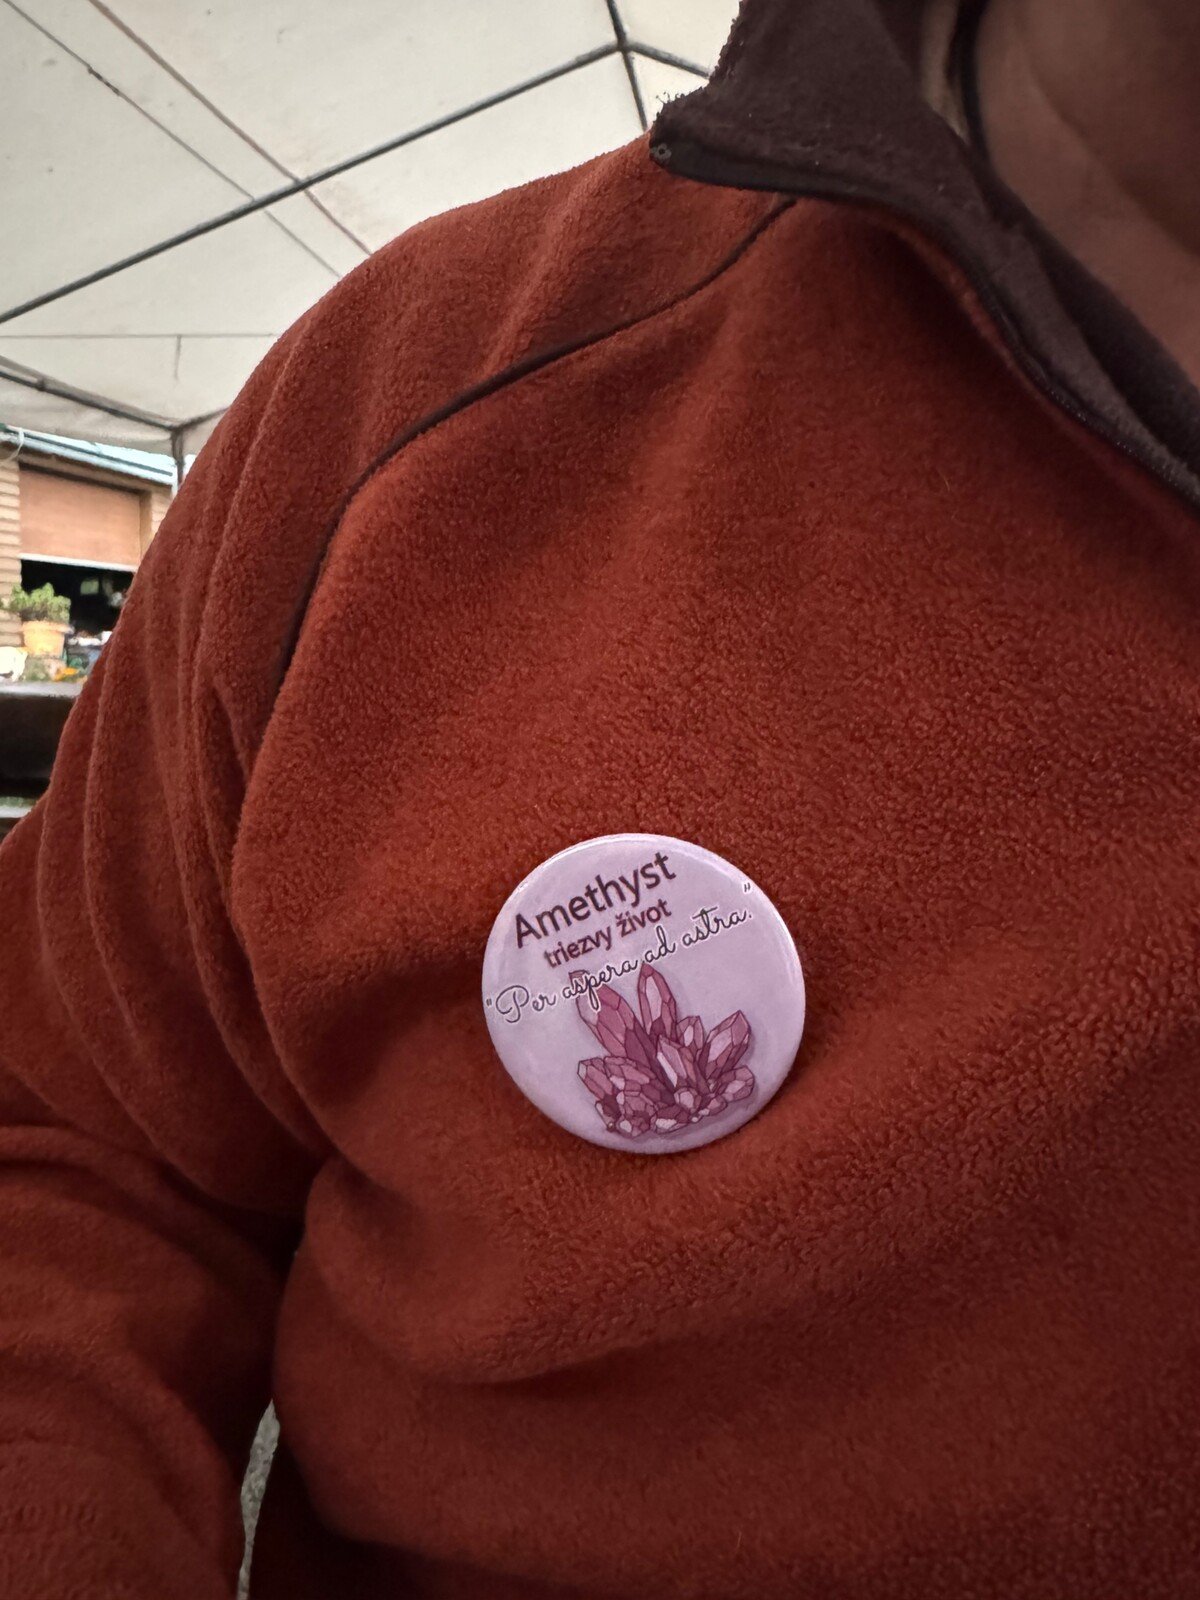 Amethyst
triezvy život
"Per aspera ad astra."